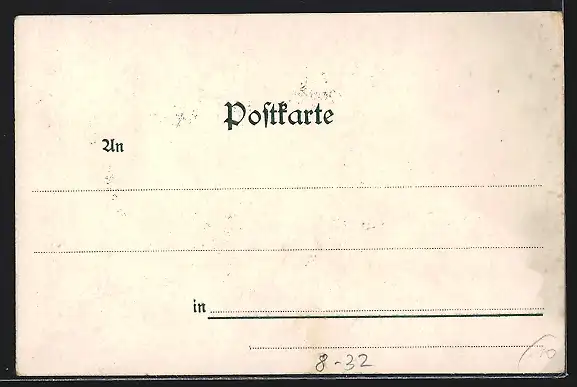 Postkarte
An
in
8-32